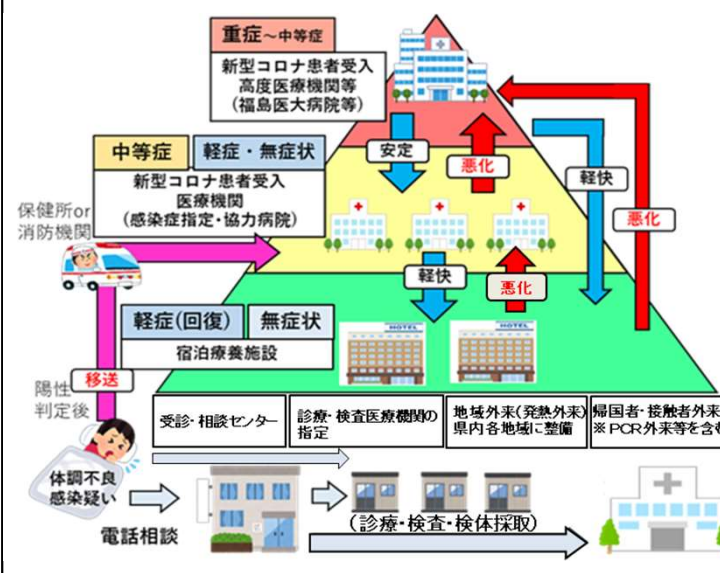 重症～中等症
新型コロナ患者受入
高度医療機関等
(福島医大病院等)
中等症
軽症・無症状
新型コロナ患者受入
医療機関
(感染症指定・協力病院)
安定
悪化
軽快
悪化
保健所or
消防機関
軽快
悪化
軽症(回復)
無症状
宿泊療養施設
HOTEL
HOTEL
移送
陽性
判定後
受診・相談センター
診療・検査医療機関の
指定
地域外来(発熱外来)
県内各地域に整備
帰国者・接触者外来
※PCR外来等を含む
体調不良
感染疑い
電話相談
(診療・検査・検体採取)